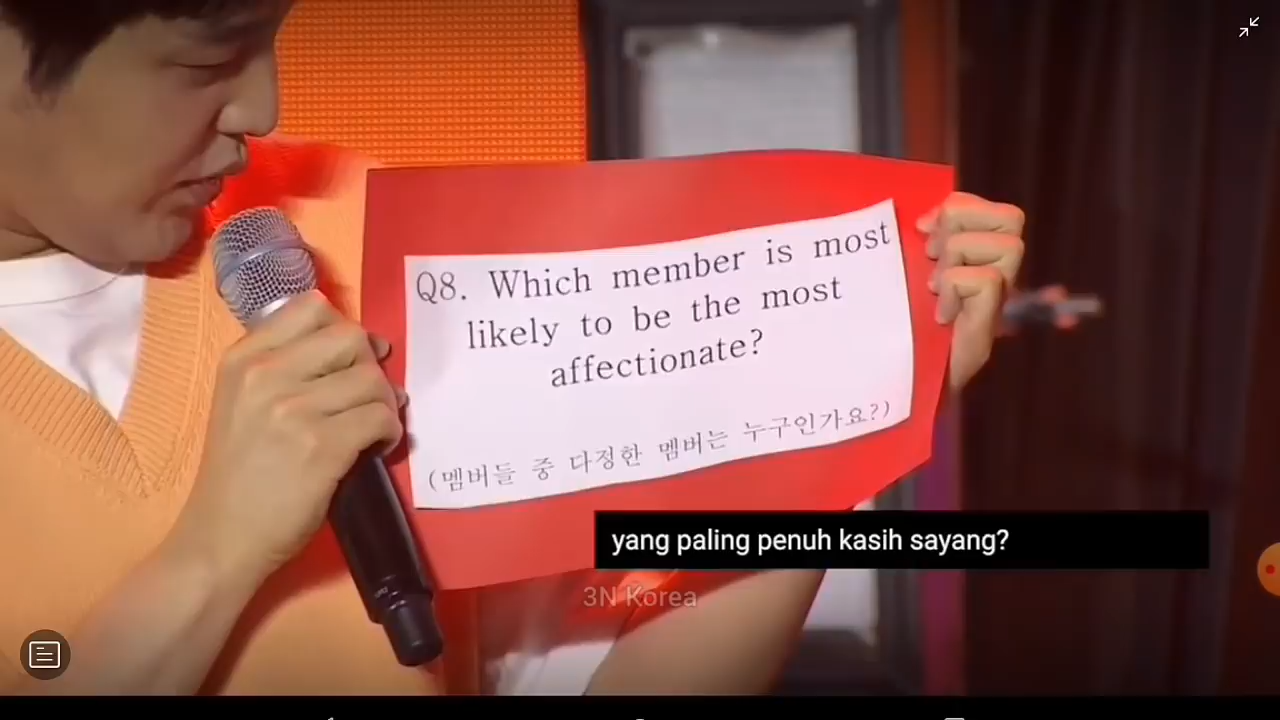 Q8. Which member is most
likely to be the most
affectionate?
(멤버들 중 다정한 멤버는 누구인가요?)
yang paling penuh kasih sayang?
3N Korea